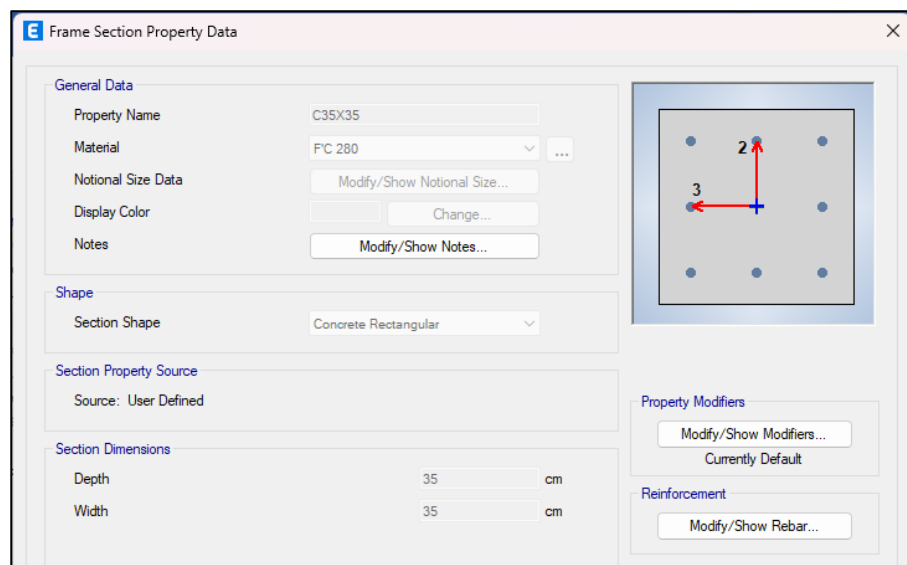 E Frame Section Property Data
General Data
Property Name C35X35
Material F'C 280 ...
Notional Size Data Modify/Show Notional Size...
Display Color Change...
Notes Modify/Show Notes...
Shape
Section Shape Concrete Rectangular
Section Property Source
Source: User Defined
Section Dimensions
Depth 35 cm
Width 35 cm
2
3
Property Modifiers
Modify/Show Modifiers...
Currently Default
Reinforcement
Modify/Show Rebar...